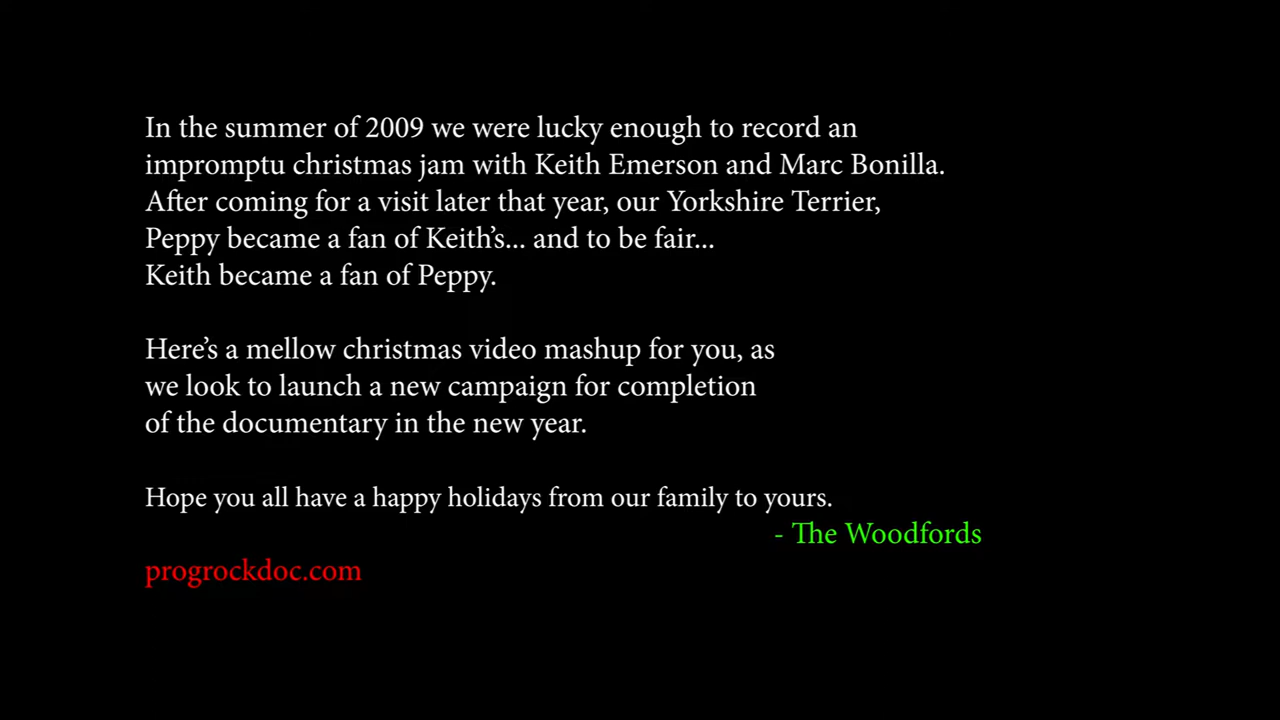 In the summer of 2009 we were lucky enough to record an
impromptu christmas jam with Keith Emerson and Marc Bonilla.
After coming for a visit later that year, our Yorkshire Terrier,
Peppy became a fan of Keith's... and to be fair...
Keith became a fan of Peppy.
Here's a mellow christmas video mashup for you, as
we look to launch a new campaign for completion
of the documentary in the new year.
Hope you all have a happy holidays from our family to yours.
- The Woodfords
progrockdoc.com